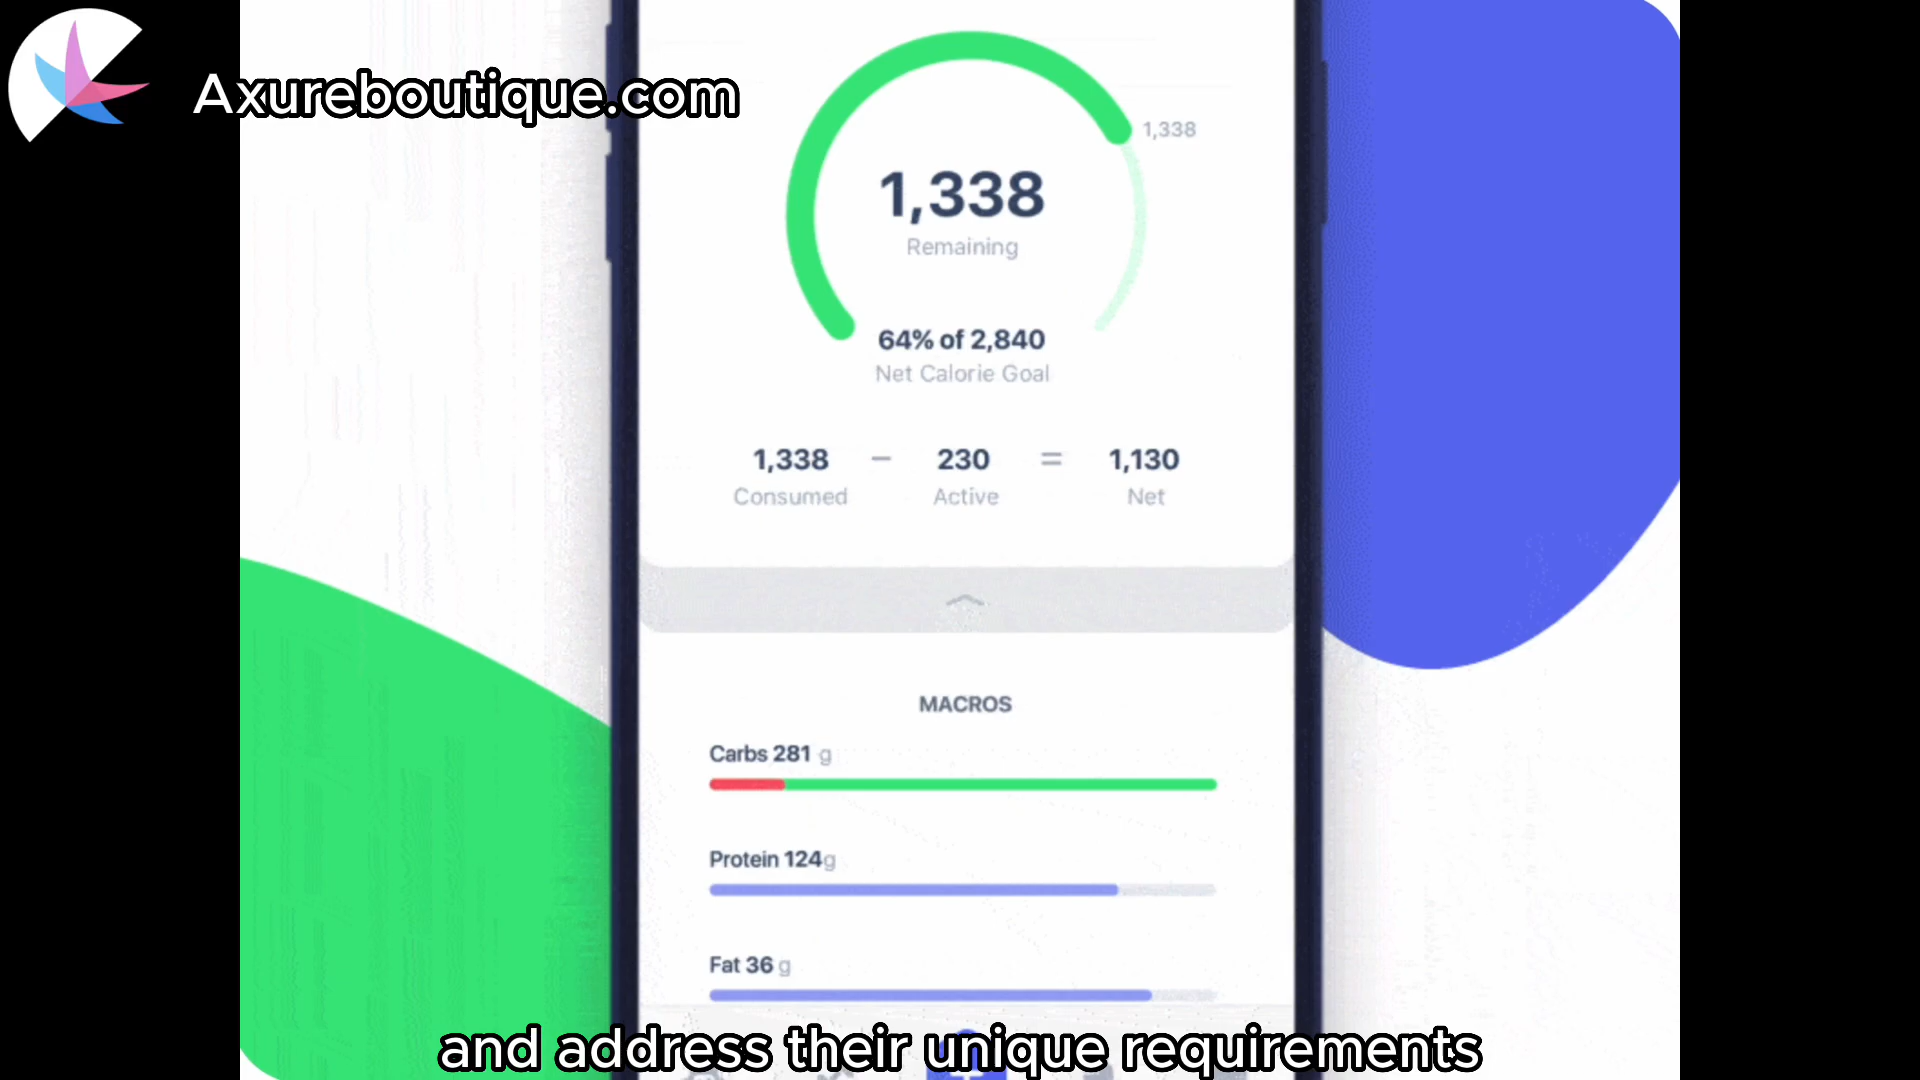 Axureboutique.com
1,338
1,338
Remaining
64% of 2,840
Net Calorie Goal
1,338 − 230 = 1,130
Consumed Active Net
MACROS
Carbs 281 g
Protein 124g
Fat 36 g
and address their unique requirements